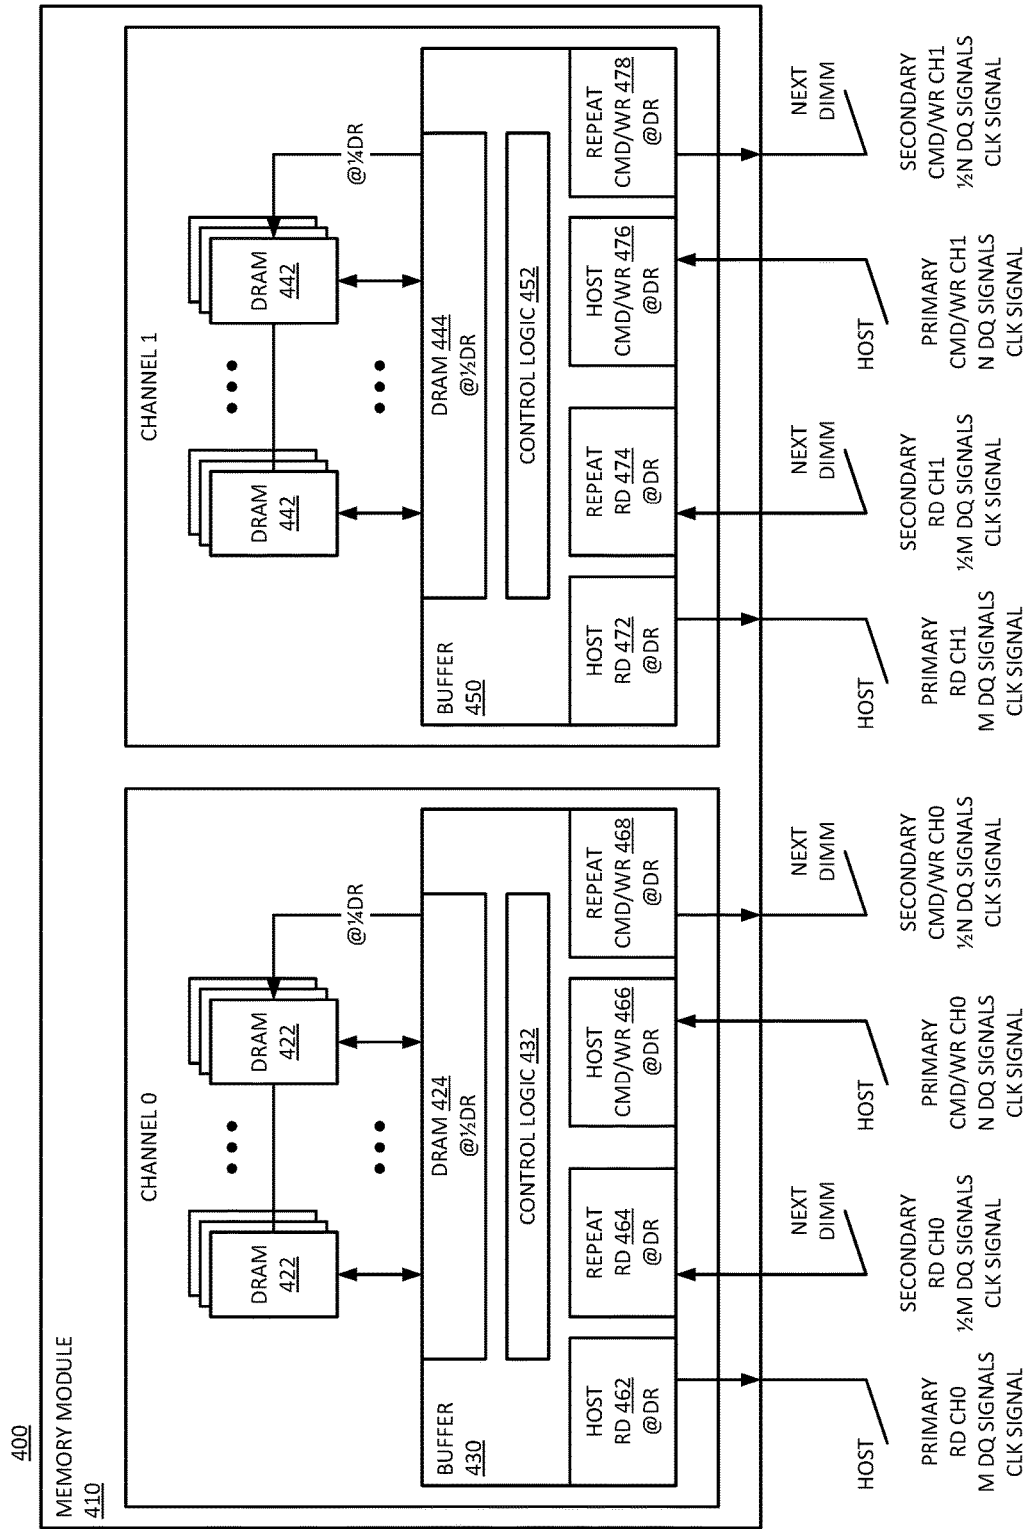 400
MEMORY MODULE
410
CHANNEL 0
DRAM
422
DRAM
422
@¼DR
BUFFER
430
DRAM 424
@½DR
CONTROL LOGIC 432
HOST
RD 462
@DR
REPEAT
RD 464
@DR
HOST
CMD/WR 466
@DR
REPEAT
CMD/WR 468
@DR
CHANNEL 1
DRAM
442
DRAM
442
@¼DR
BUFFER
450
DRAM 444
@½DR
CONTROL LOGIC 452
HOST
RD 472
@DR
REPEAT
RD 474
@DR
HOST
CMD/WR 476
@DR
REPEAT
CMD/WR 478
@DR
HOST
NEXT
DIMM
HOST
NEXT
DIMM
HOST
NEXT
DIMM
HOST
NEXT
DIMM
PRIMARY
RD CH0
M DQ SIGNALS
CLK SIGNAL
SECONDARY
RD CH0
½M DQ SIGNALS
CLK SIGNAL
PRIMARY
CMD/WR CH0
N DQ SIGNALS
CLK SIGNAL
SECONDARY
CMD/WR CH0
½N DQ SIGNALS
CLK SIGNAL
PRIMARY
RD CH1
M DQ SIGNALS
CLK SIGNAL
SECONDARY
RD CH1
½M DQ SIGNALS
CLK SIGNAL
PRIMARY
CMD/WR CH1
N DQ SIGNALS
CLK SIGNAL
SECONDARY
CMD/WR CH1
½N DQ SIGNALS
CLK SIGNAL